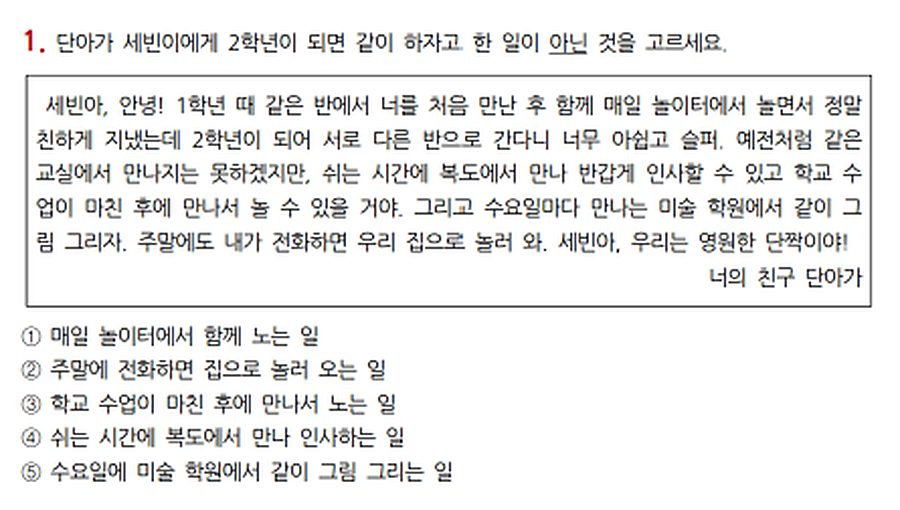 1. 단아가 세빈이에게 2학년이 되면 같이 하자고 한 일이 아닌 것을 고르세요.
세빈아, 안녕! 1학년 때 같은 반에서 너를 처음 만난 후 함께 매일 놀이터에서 놀면서 정말
친하게 지냈는데 2학년이 되어 서로 다른 반으로 간다니 너무 아쉽고 슬퍼. 예전처럼 같은
교실에서 만나지는 못하겠지만, 쉬는 시간에 복도에서 만나 반갑게 인사할 수 있고 학교 수
업이 마친 후에 만나서 놀 수 있을 거야. 그리고 수요일마다 만나는 미술 학원에서 같이 그
림 그리자. 주말에도 내가 전화하면 우리 집으로 놀러 와. 세빈아, 우리는 영원한 단짝이야!
너의 친구 단아가
① 매일 놀이터에서 함께 노는 일
② 주말에 전화하면 집으로 놀러 오는 일
③ 학교 수업이 마친 후에 만나서 노는 일
④ 쉬는 시간에 복도에서 만나 인사하는 일
⑤ 수요일에 미술 학원에서 같이 그림 그리는 일